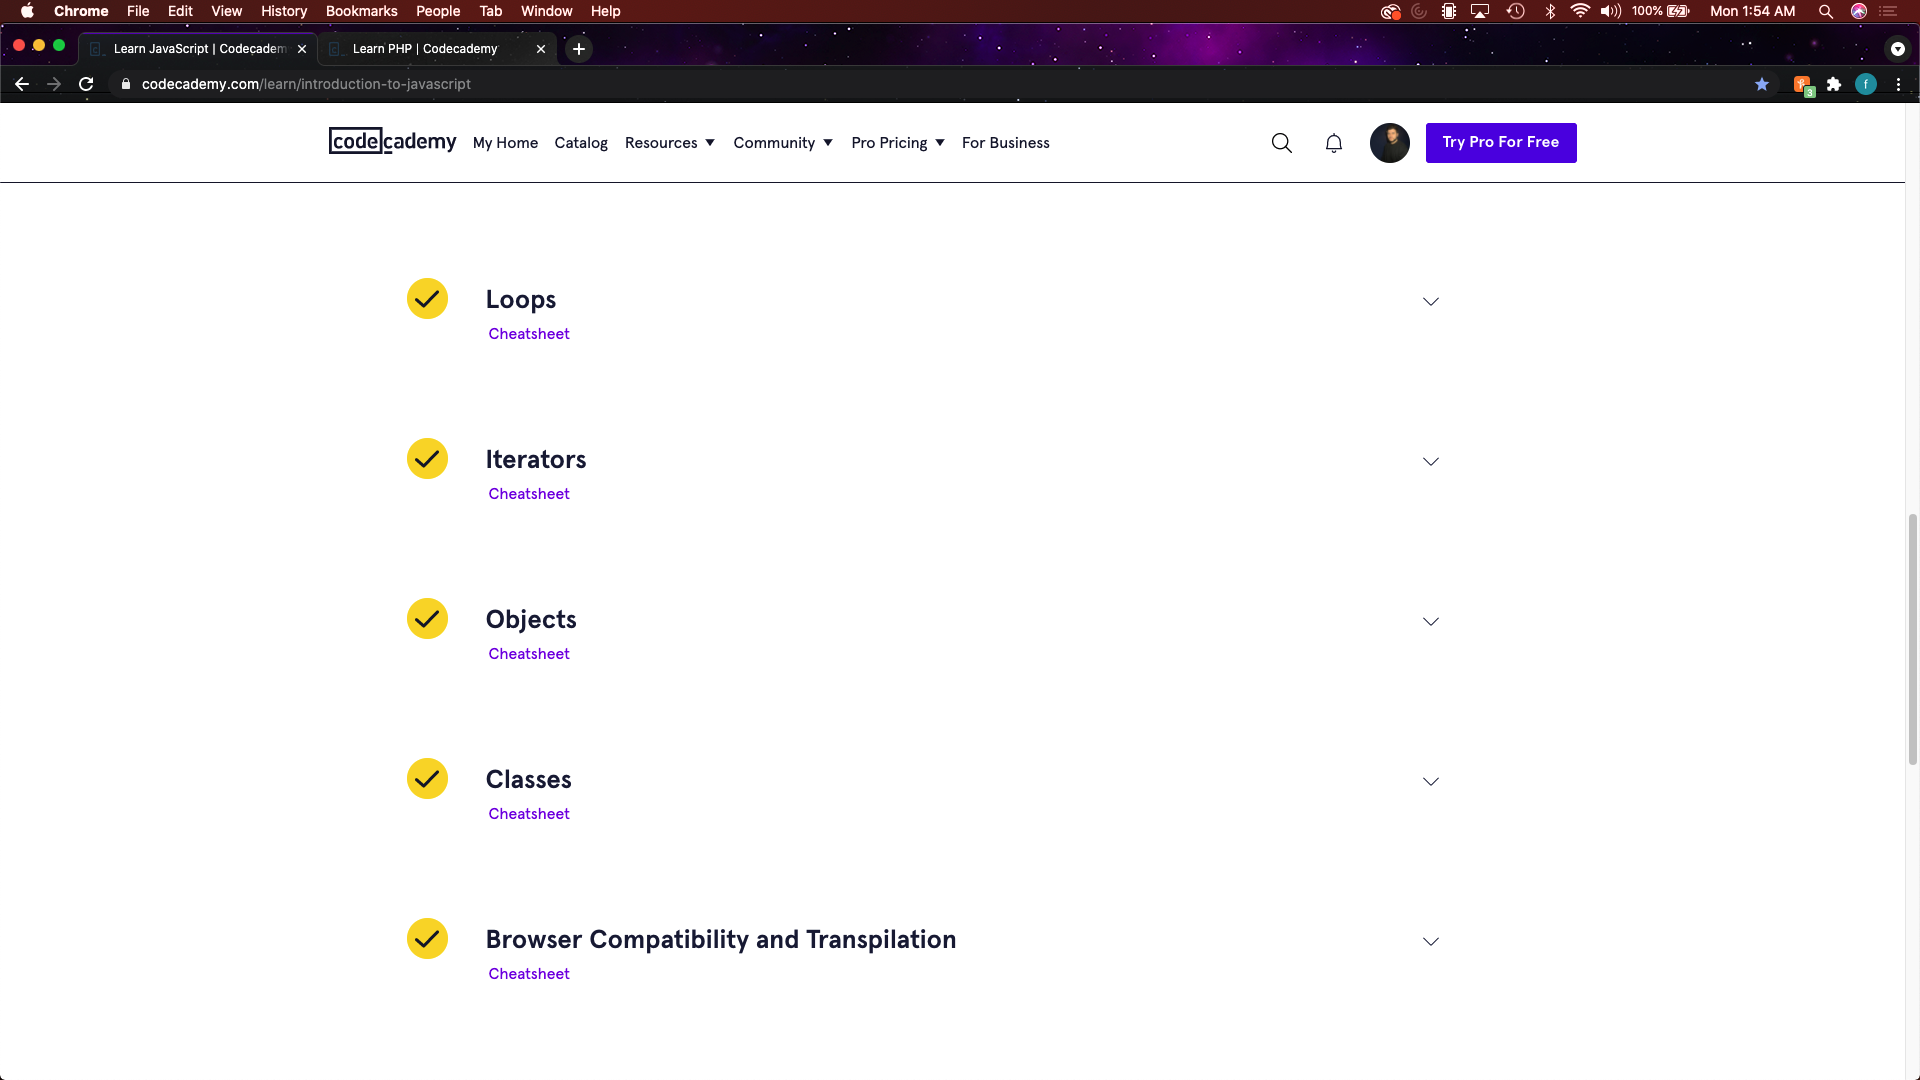 Chrome File Edit View History Bookmarks People Tab Window Help 100% Mon 1:54 AM
Learn JavaScript | Codecadem Learn PHP | Codecademy
codecademy.com/learn/introduction-to-javascript 3 f
codecademy My Home Catalog Resources Community Pro Pricing For Business Try Pro For Free
Loops
Cheatsheet
Iterators
Cheatsheet
Objects
Cheatsheet
Classes
Cheatsheet
Browser Compatibility and Transpilation
Cheatsheet